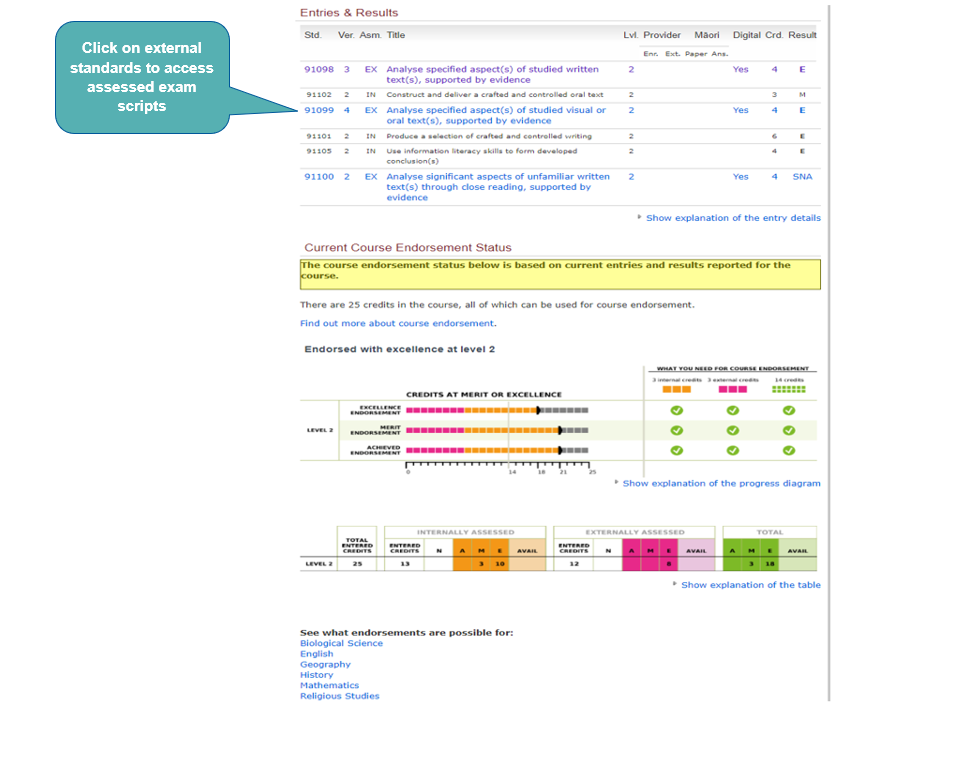 Entries & Results
Click on external
standards to access
assessed exam
scripts
Std. Ver. Asm. Title Lvl. Provider Māori Digital Crd. Result
Enr. Ext. Paper Ans.
91098 3 EX Analyse specified aspect(s) of studied written 2 Yes 4 E
text(s), supported by evidence
91102 2 IN Construct and deliver a crafted and controlled oral text 2 3 M
91099 4 EX Analyse specified aspect(s) of studied visual or 2 Yes 4 E
oral text(s), supported by evidence
91101 2 IN Produce a selection of crafted and controlled writing 2 6 E
91105 2 IN Use information literacy skills to form developed 2 4 E
conclusion(s)
91100 2 EX Analyse significant aspects of unfamiliar written 2 Yes 4 SNA
text(s) through close reading, supported by
evidence
Show explanation of the entry details
Current Course Endorsement Status
The course endorsement status below is based on current entries and results reported for the
course.
There are 25 credits in the course, all of which can be used for course endorsement.
Find out more about course endorsement.
Endorsed with excellence at level 2
WHAT YOU NEED FOR COURSE ENDORSEMENT
3 internal credits 3 external credits 14 credits
CREDITS AT MERIT OR EXCELLENCE
EXCELLENCE
ENDORSEMENT
LEVEL 2 MERIT
ENDORSEMENT
ACHIEVED
ENDORSEMENT
0 14 18 21 25
Show explanation of the progress diagram
INTERNALLY ASSESSED EXTERNALLY ASSESSED TOTAL
TOTAL
ENTERED
CREDITS ENTERED
CREDITS N A M E AVAIL ENTERED
CREDITS N A M E AVAIL A M E AVAIL
LEVEL 2 25 13 3 10 12 8 3 18
Show explanation of the table
See what endorsements are possible for:
Biological Science
English
Geography
History
Mathematics
Religious Studies